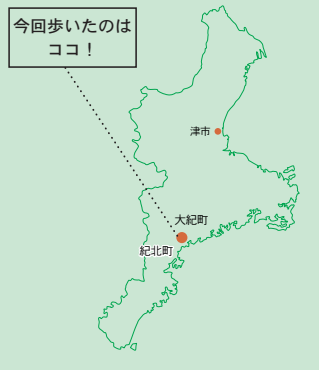 今回歩いたのは
ココ！
津市
大紀町
紀北町